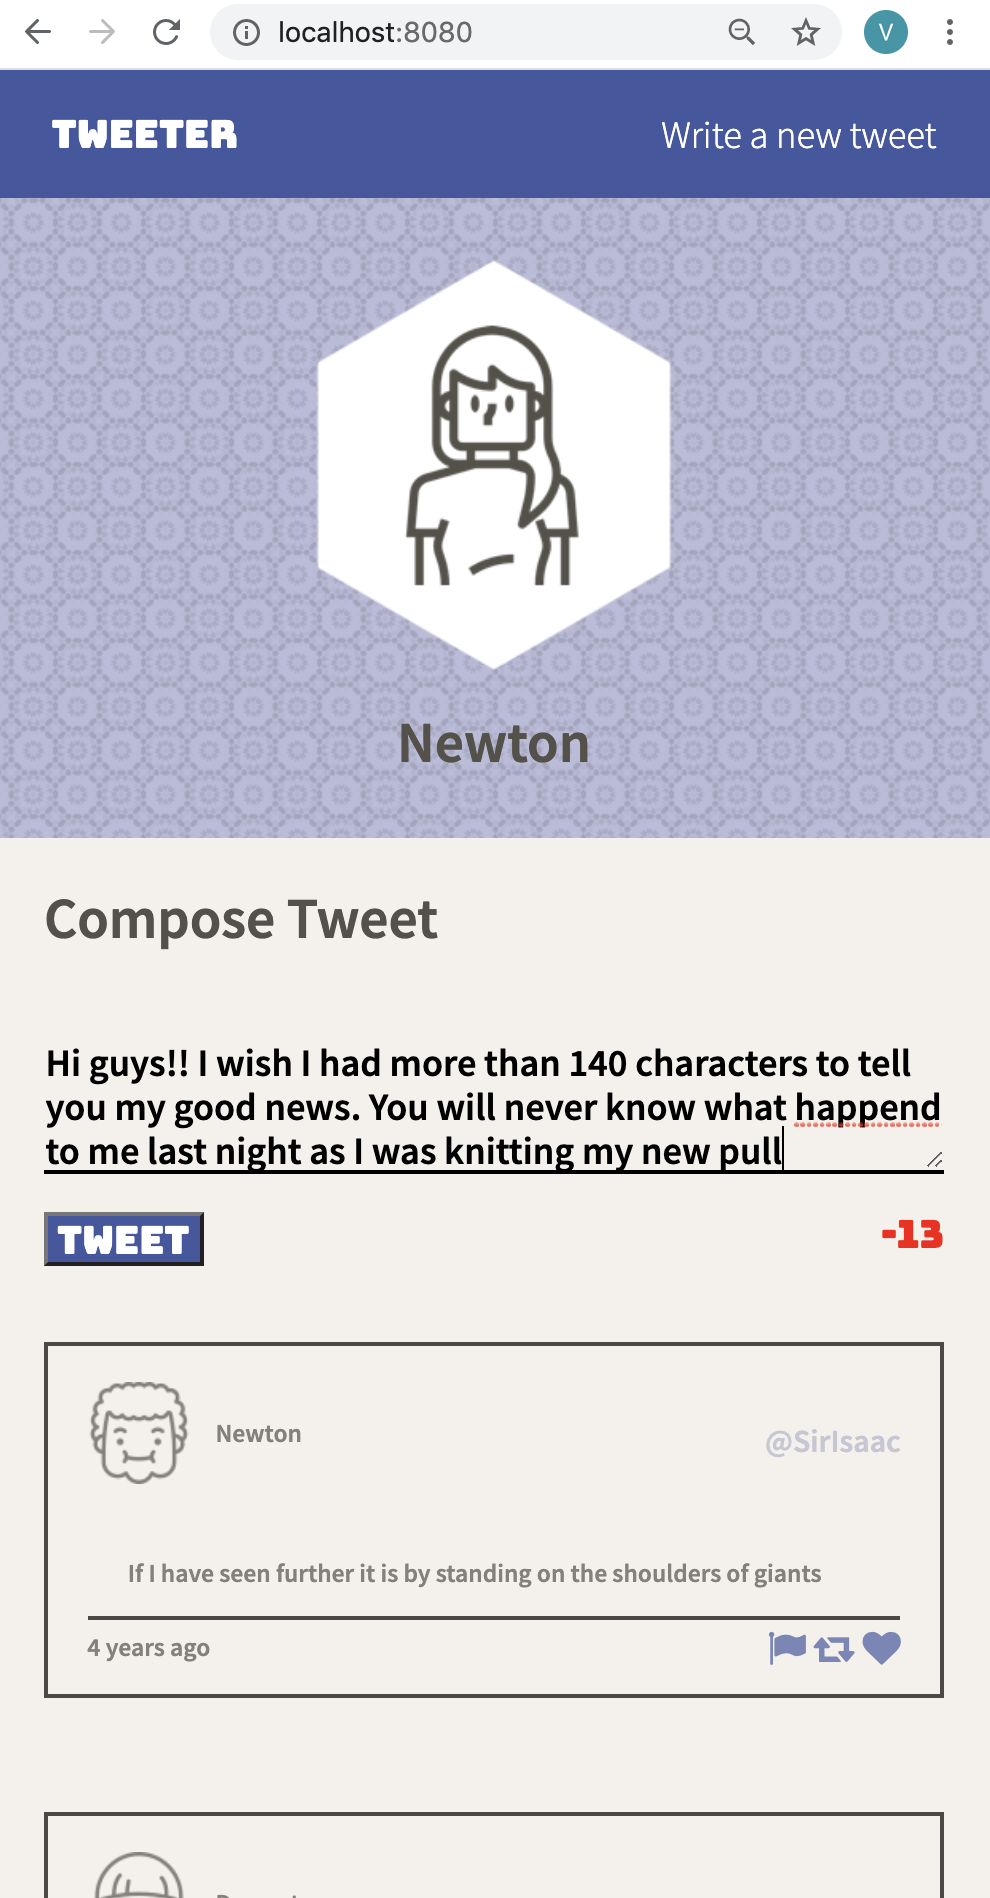 localhost:8080
V
TWEETER
Write a new tweet
Newton
Compose Tweet
Hi guys!! I wish I had more than 140 characters to tell
you my good news. You will never know what happend
to me last night as I was knitting my new pull
TWEET
-13
Newton
@SirIsaac
If I have seen further it is by standing on the shoulders of giants
4 years ago